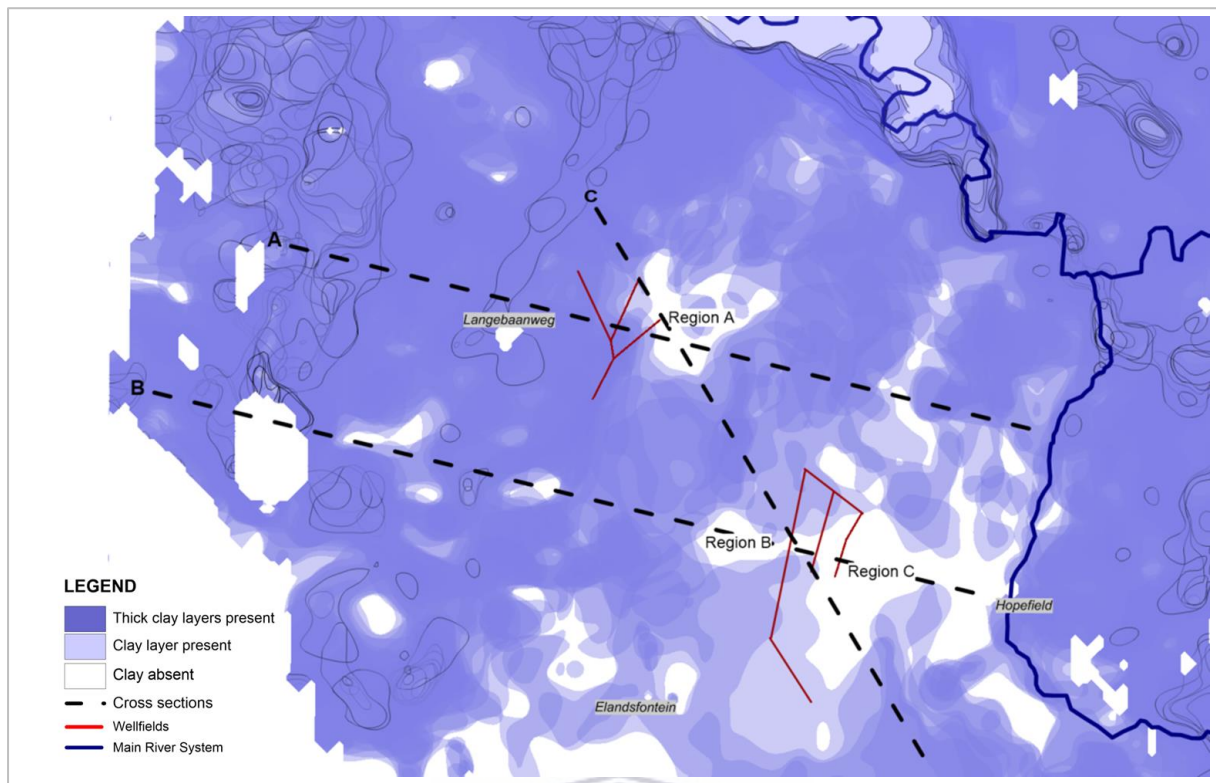 C
A
Langebaanweg
Region A
B
Region B
Region C
Hopefield
Elandsfontein
LEGEND
Thick clay layers present
Clay layer present
Clay absent
Cross sections
Wellfields
Main River System